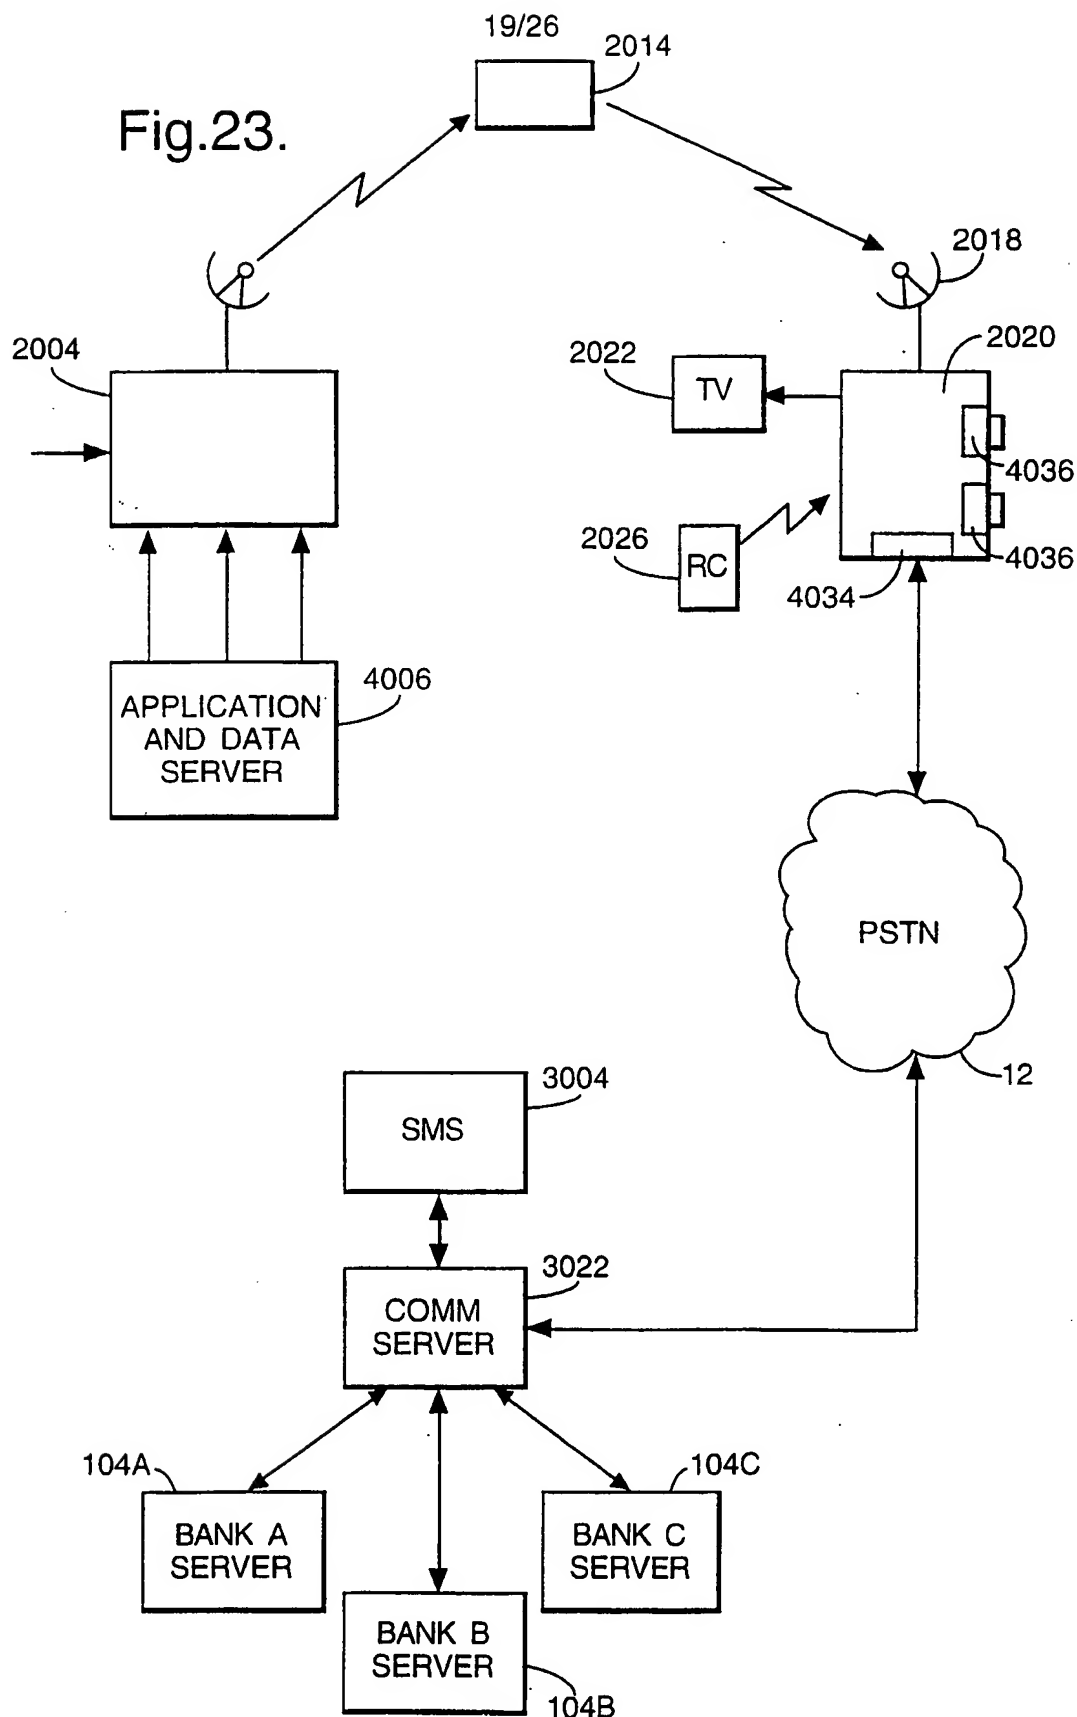 19/26
2014
Fig.23.
2018
2004
2022
TV
2020
4036
2026
RC
4036
4034
4006
APPLICATION
AND DATA
SERVER
PSTN
12
3004
SMS
3022
COMM
SERVER
104A
104C
BANK A
SERVER
BANK C
SERVER
BANK B
SERVER
104B